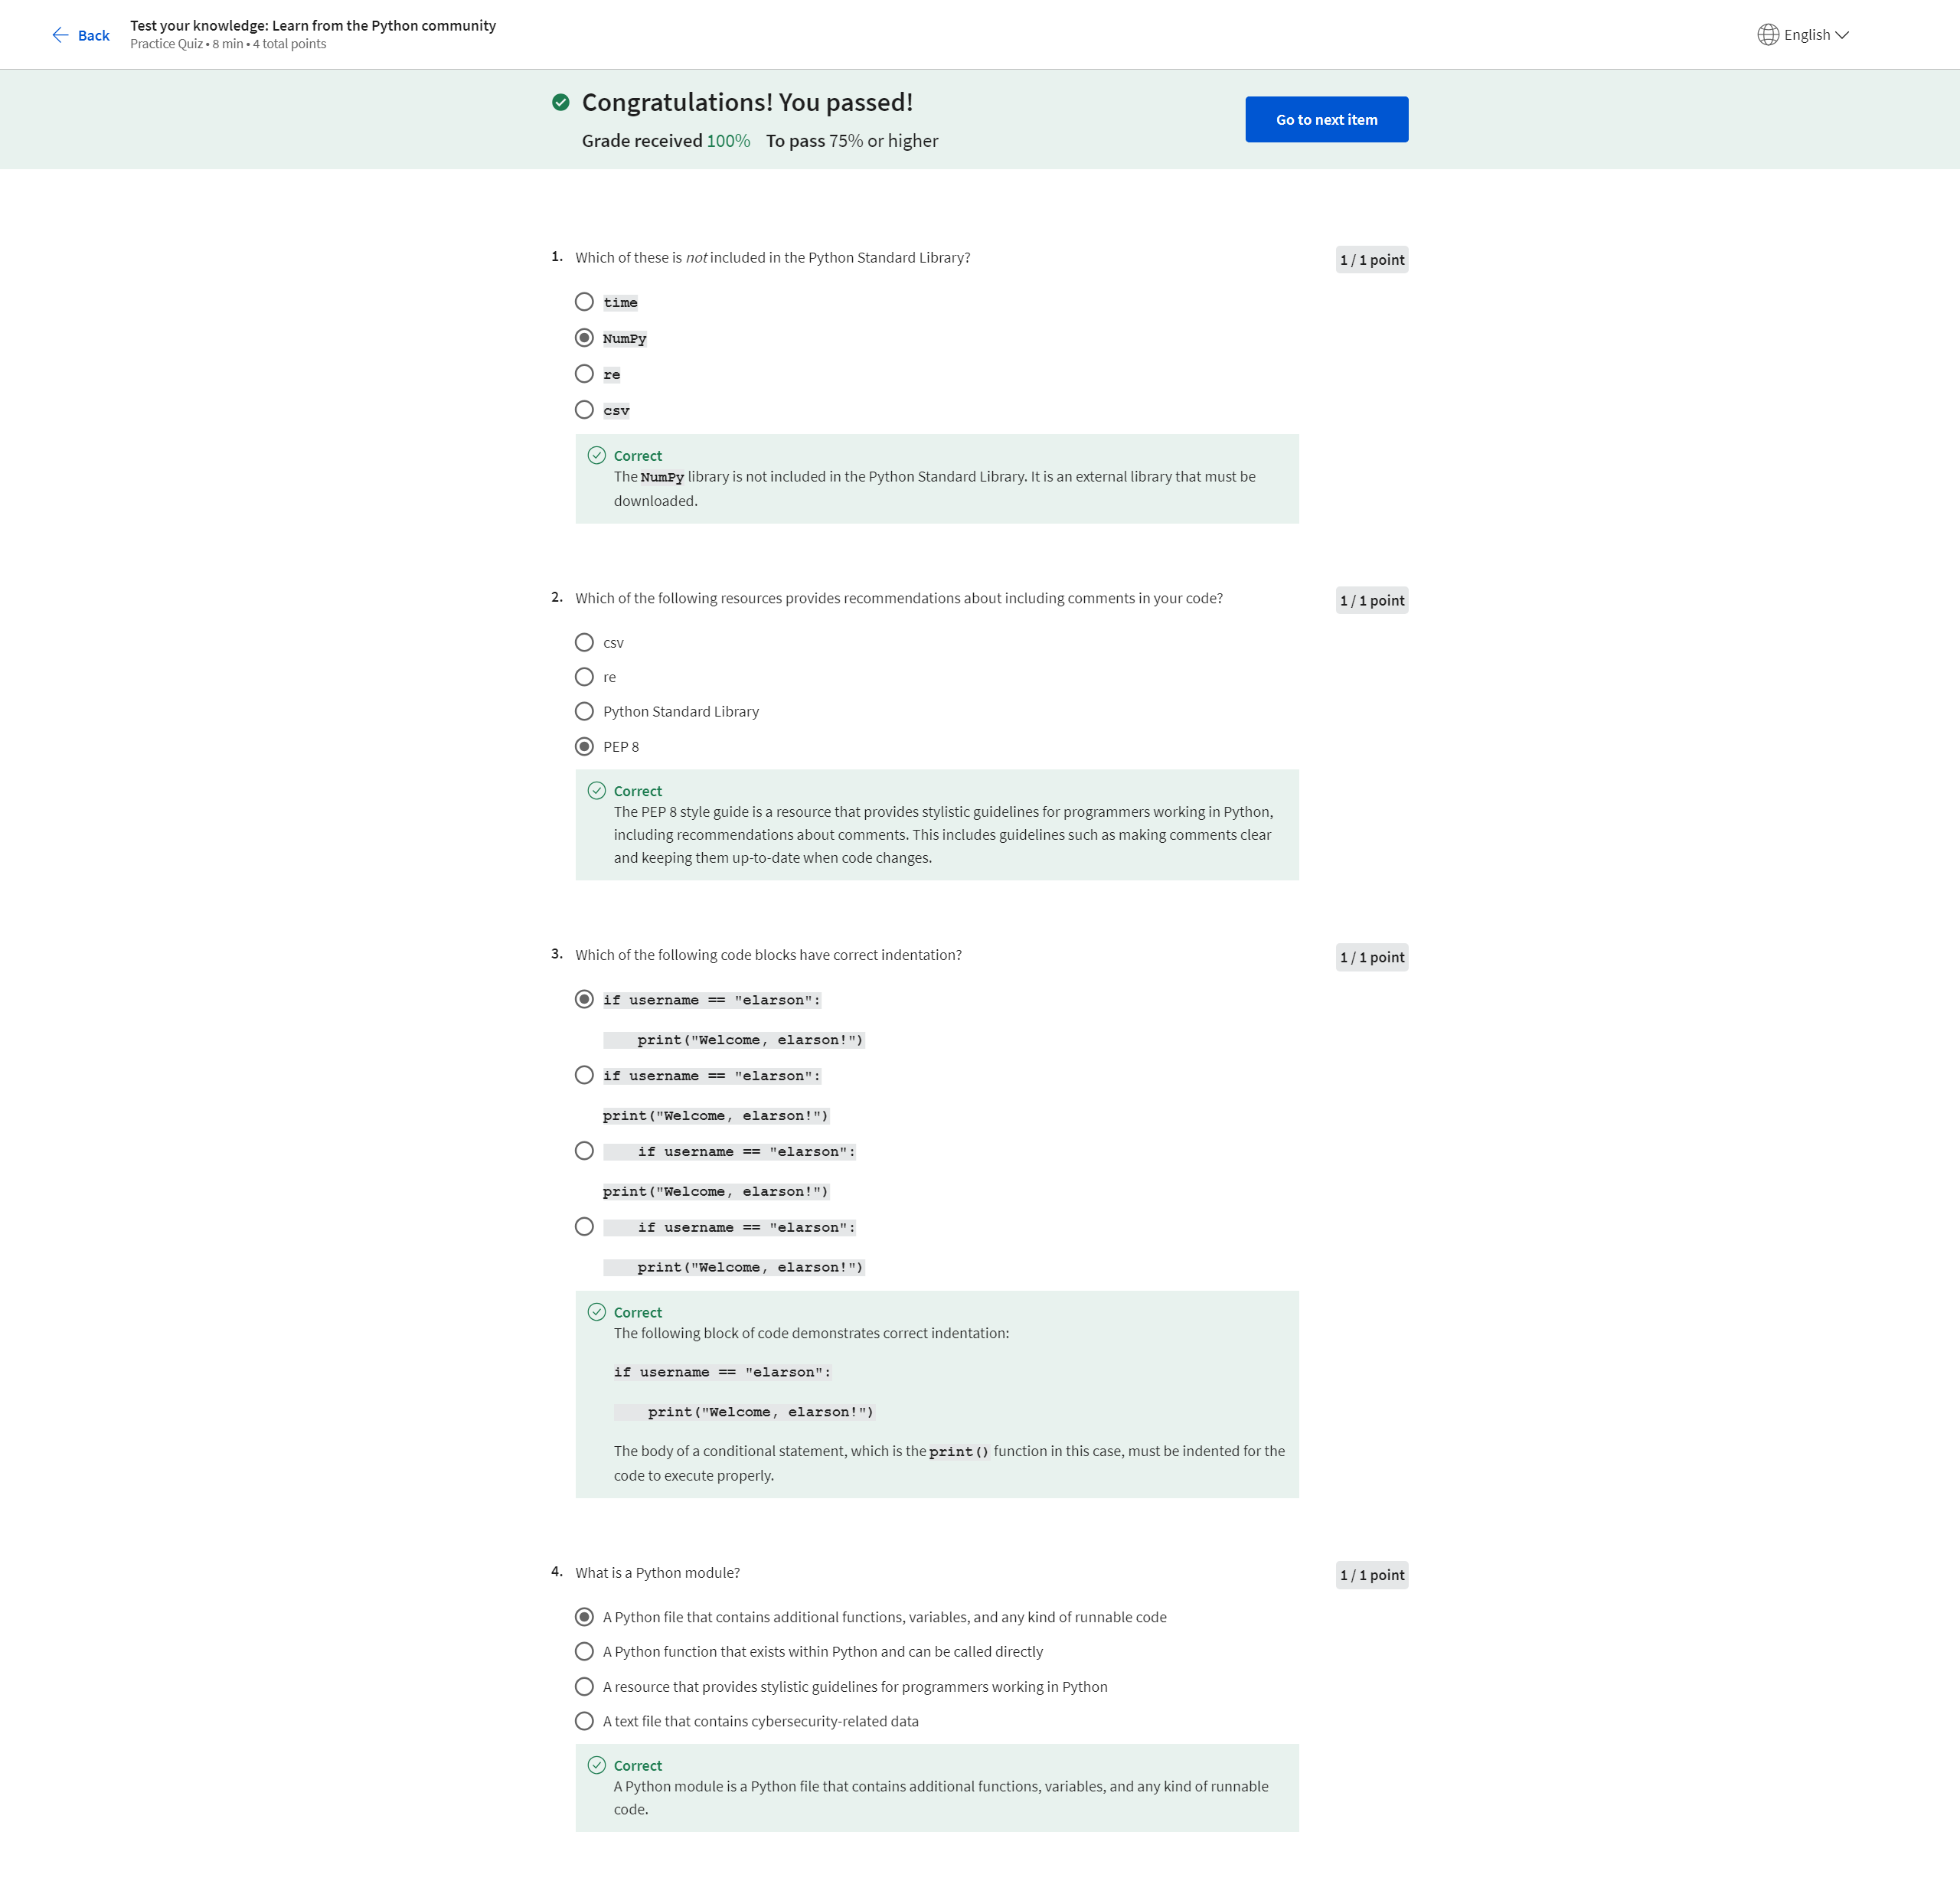 Back
Test your knowledge: Learn from the Python community
Practice Quiz • 8 min • 4 total points
English
Congratulations! You passed!
Grade received 100% To pass 75% or higher
Go to next item
1. Which of these is not included in the Python Standard Library?
1 / 1 point
time
NumPy
re
csv
Correct
The NumPy library is not included in the Python Standard Library. It is an external library that must be
downloaded.
2. Which of the following resources provides recommendations about including comments in your code?
1 / 1 point
csv
re
Python Standard Library
PEP 8
Correct
The PEP 8 style guide is a resource that provides stylistic guidelines for programmers working in Python,
including recommendations about comments. This includes guidelines such as making comments clear
and keeping them up-to-date when code changes.
3. Which of the following code blocks have correct indentation?
1 / 1 point
if username == "elarson":
    print("Welcome, elarson!")
if username == "elarson":
print("Welcome, elarson!")
    if username == "elarson":
print("Welcome, elarson!")
    if username == "elarson":
    print("Welcome, elarson!")
Correct
The following block of code demonstrates correct indentation:
if username == "elarson":
    print("Welcome, elarson!")
The body of a conditional statement, which is the print() function in this case, must be indented for the
code to execute properly.
4. What is a Python module?
1 / 1 point
A Python file that contains additional functions, variables, and any kind of runnable code
A Python function that exists within Python and can be called directly
A resource that provides stylistic guidelines for programmers working in Python
A text file that contains cybersecurity-related data
Correct
A Python module is a Python file that contains additional functions, variables, and any kind of runnable
code.